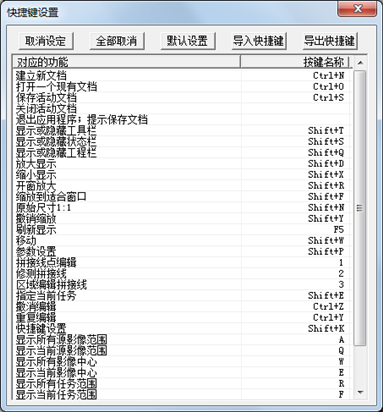 快捷键设置
取消设定 全部取消 默认设置 导入快捷键 导出快捷键
对应的功能 按键名称
建立新文档 Ctrl+N
打开一个现有文档 Ctrl+O
保存活动文档 Ctrl+S
关闭活动文档
退出应用程序；提示保存文档
显示或隐藏工具栏 Shift+T
显示或隐藏状态栏 Shift+S
显示或隐藏工程栏 Shift+Q
放大显示 Shift+D
缩小显示 Shift+X
开窗放大 Shift+R
缩放到适合窗口 Shift+F
原始尺寸1:1 Shift+N
撤销缩放 Shift+Y
刷新显示 F5
移动 Shift+W
参数设置 Shift+P
拼接线点编辑 1
修测拼接线 2
区域编辑拼接线 3
指定当前任务 Shift+E
撤消编辑 Ctrl+Z
重复编辑 Ctrl+Y
快捷键设置 Shift+K
显示所有源影像范围 A
显示当前源影像范围 Q
显示所有影像中心 W
显示当前影像中心 E
显示所有任务范围 R
显示当前任务范围 F